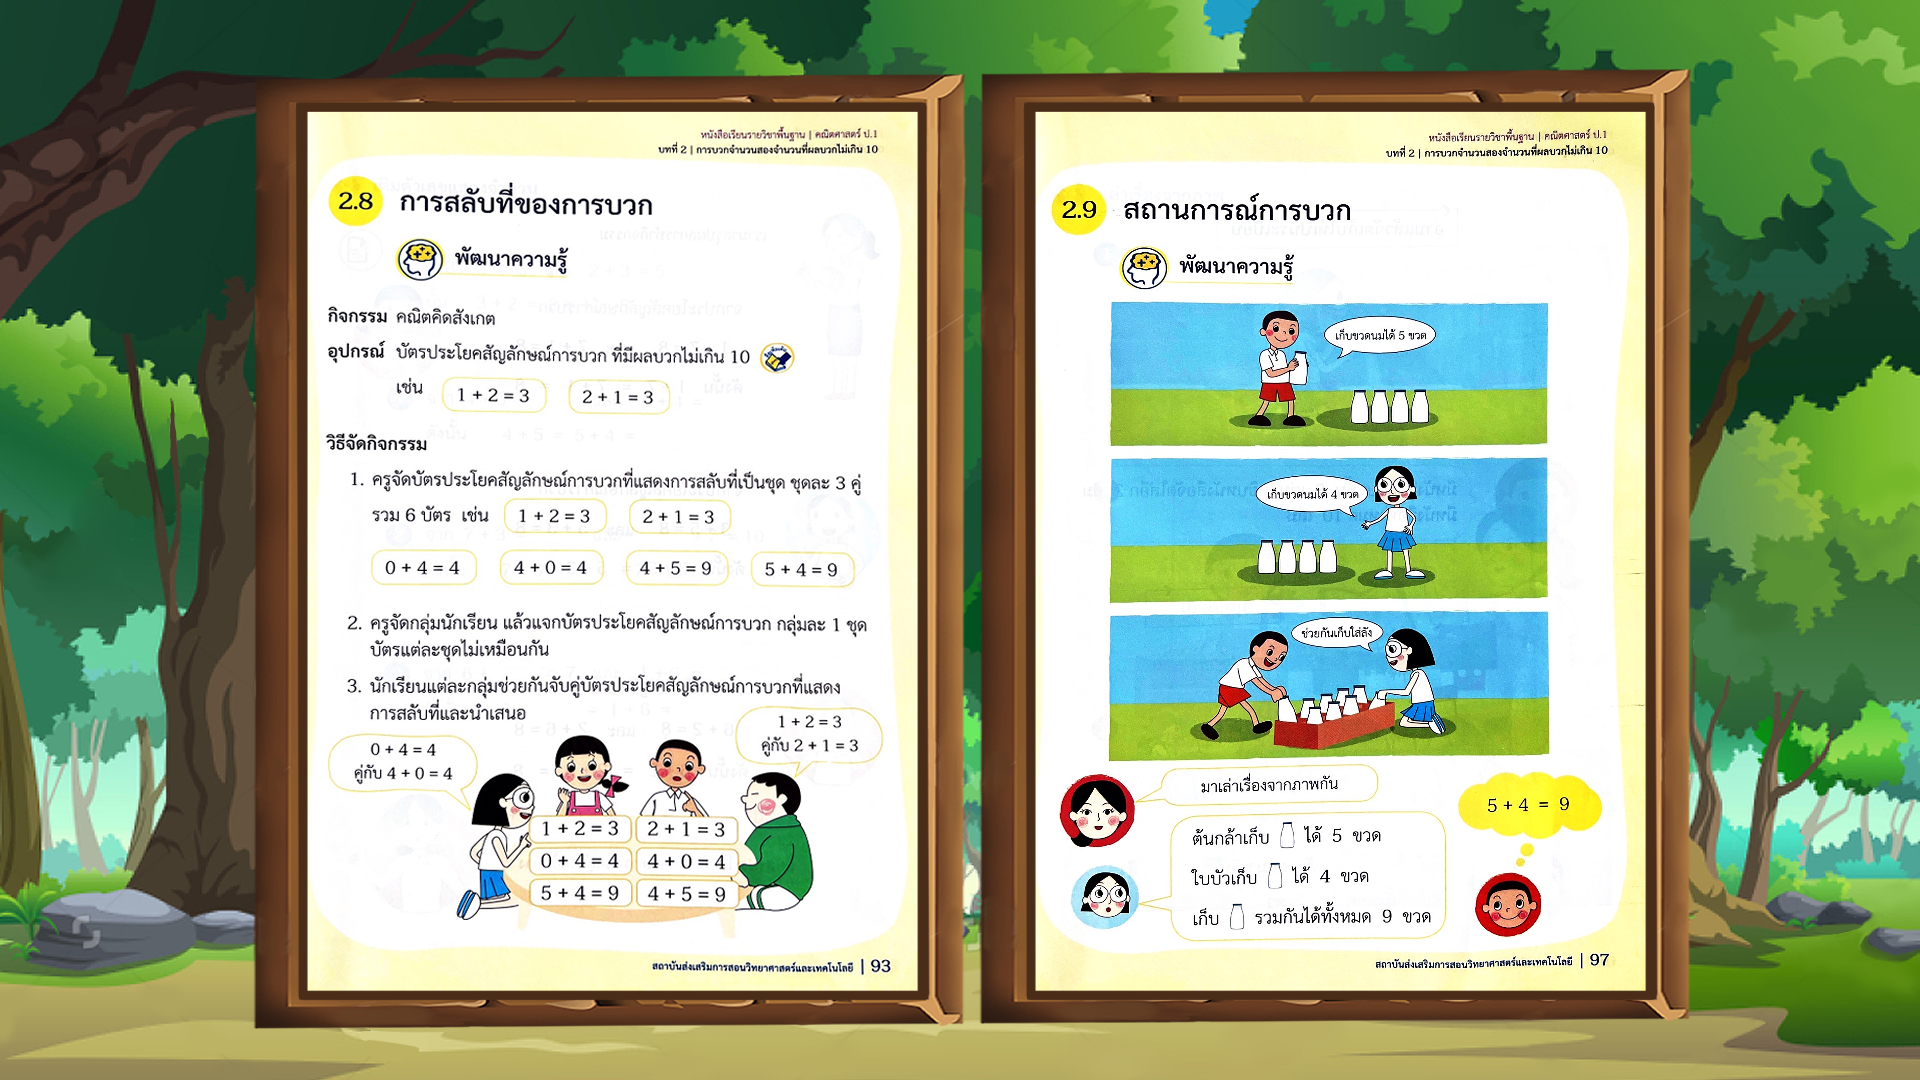 หนังสือเรียนรายวิชาพื้นฐาน | คณิตศาสตร์ ป.1
บทที่ 2 | การบวกจำนวนสองจำนวนที่ผลบวกไม่เกิน 10
2.8 การสลับที่ของการบวก
พัฒนาความรู้
กิจกรรม คณิตคิดสังเกต
อุปกรณ์ บัตรประโยคสัญลักษณ์การบวก ที่มีผลบวกไม่เกิน 10
เช่น 1 + 2 = 3 2 + 1 = 3
วิธีจัดกิจกรรม
1. ครูจัดบัตรประโยคสัญลักษณ์การบวกที่แสดงการสลับที่เป็นชุด ชุดละ 3 คู่
รวม 6 บัตร เช่น 1 + 2 = 3 2 + 1 = 3
0 + 4 = 4 4 + 0 = 4 4 + 5 = 9 5 + 4 = 9
2. ครูจัดกลุ่มนักเรียน แล้วแจกบัตรประโยคสัญลักษณ์การบวก กลุ่มละ 1 ชุด
บัตรแต่ละชุดไม่เหมือนกัน
3. นักเรียนแต่ละกลุ่มช่วยกันจับคู่บัตรประโยคสัญลักษณ์การบวกที่แสดง
การสลับที่และนำเสนอ
0 + 4 = 4
คู่กับ 4 + 0 = 4
1 + 2 = 3
คู่กับ 2 + 1 = 3
1 + 2 = 3 2 + 1 = 3
0 + 4 = 4 4 + 0 = 4
5 + 4 = 9 4 + 5 = 9
สถาบันส่งเสริมการสอนวิทยาศาสตร์และเทคโนโลยี | 93
หนังสือเรียนรายวิชาพื้นฐาน | คณิตศาสตร์ ป.1
บทที่ 2 | การบวกจำนวนสองจำนวนที่ผลบวกไม่เกิน 10
2.9 สถานการณ์การบวก
พัฒนาความรู้
เก็บขวดนมได้ 5 ขวด
เก็บขวดนมได้ 4 ขวด
ช่วยกันเก็บใส่ลัง
มาเล่าเรื่องจากภาพกัน
5 + 4 = 9
ต้นกล้าเก็บ ได้ 5 ขวด
ใบบัวเก็บ ได้ 4 ขวด
เก็บ รวมกันได้ทั้งหมด 9 ขวด
สถาบันส่งเสริมการสอนวิทยาศาสตร์และเทคโนโลยี | 97